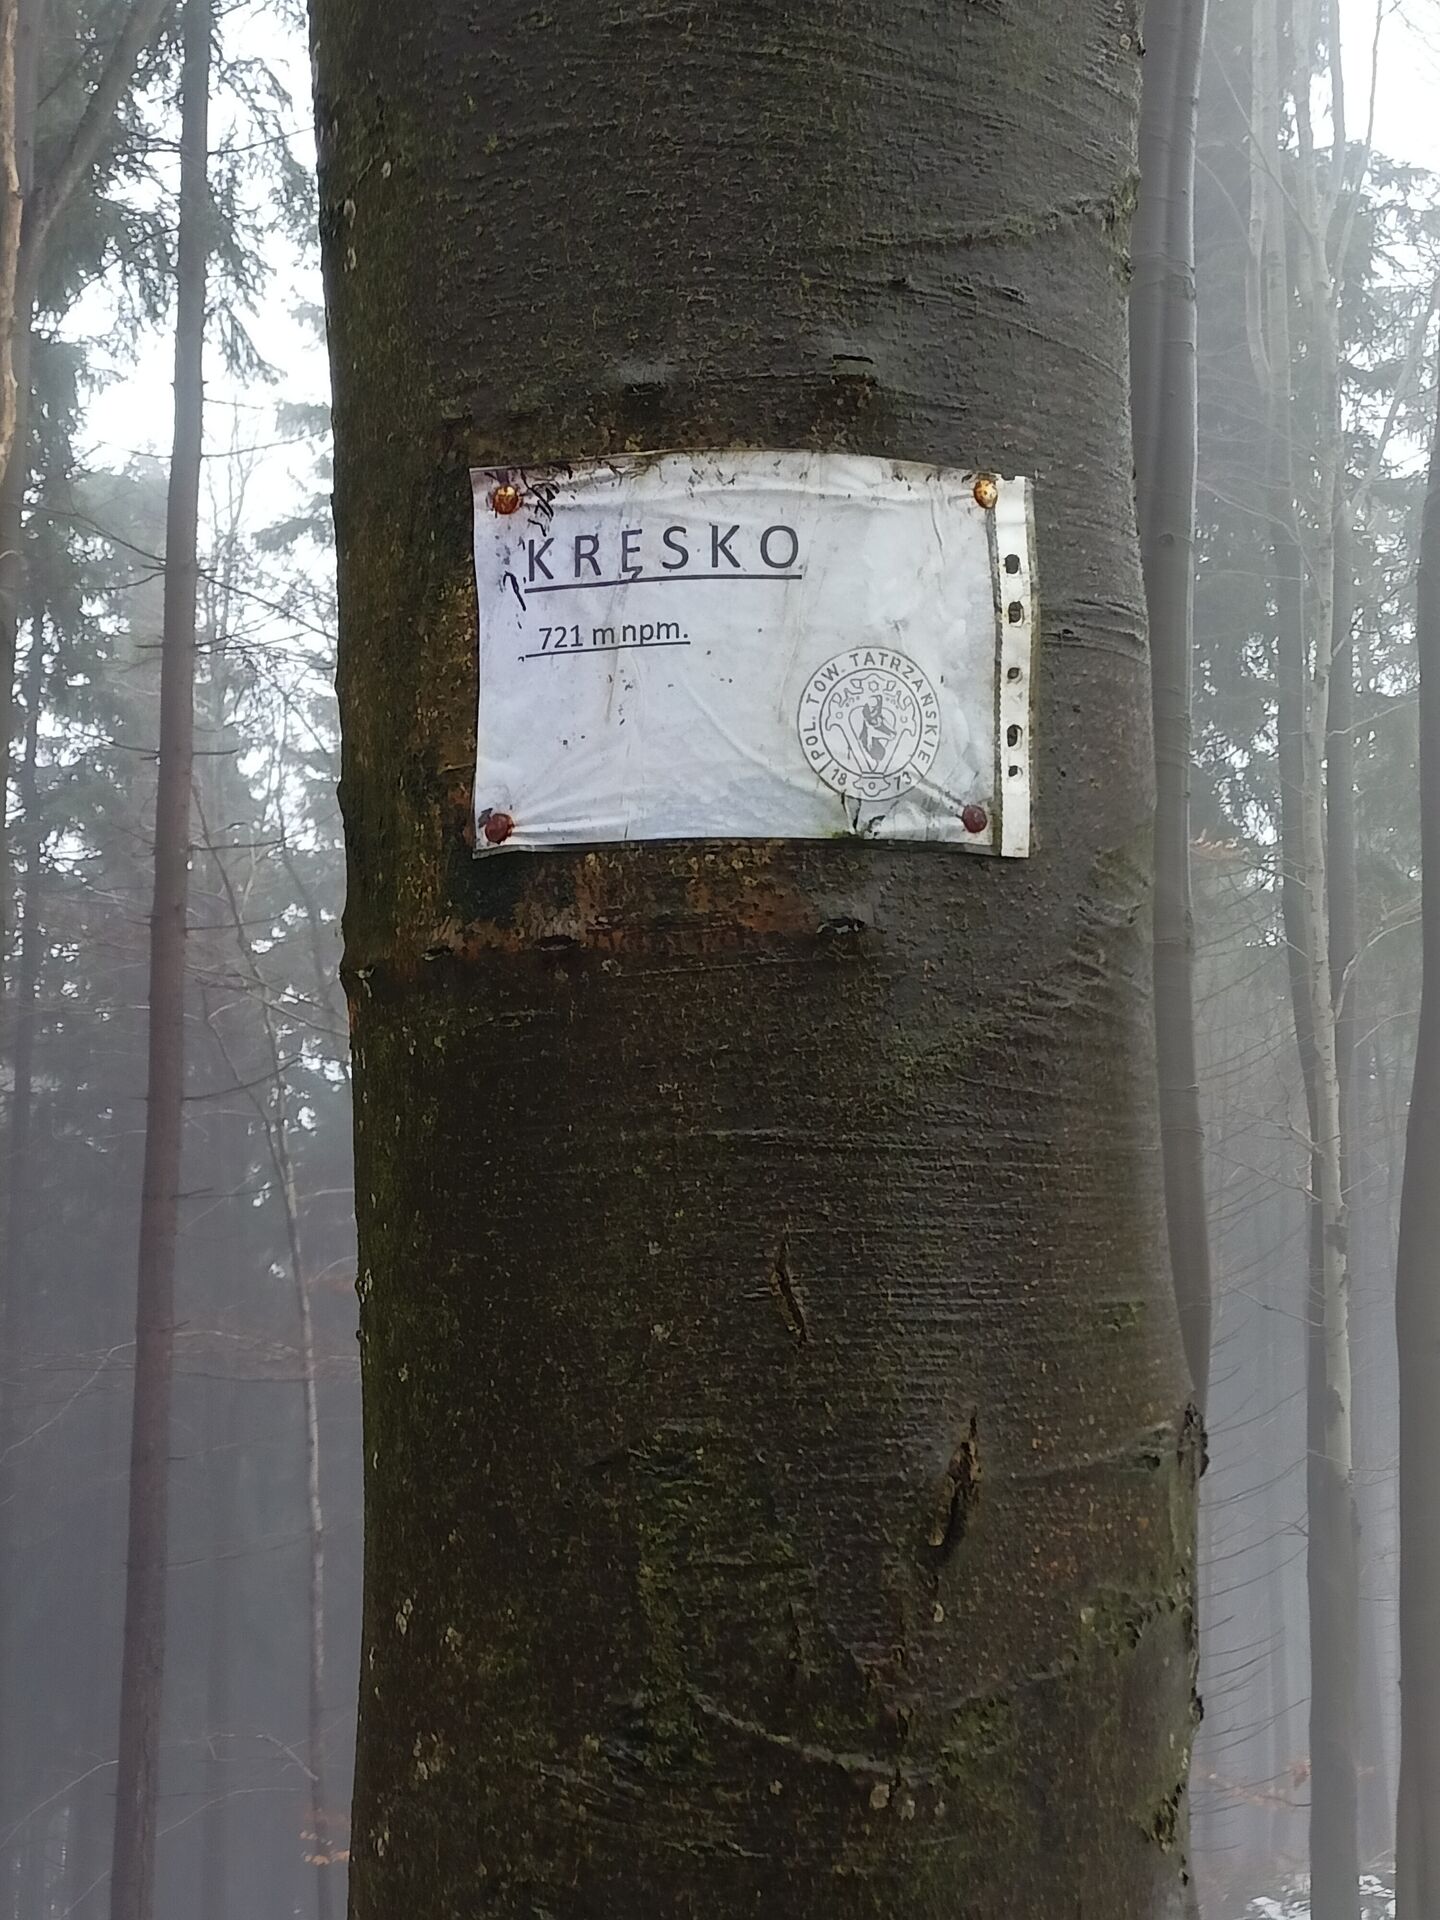 KRĘSKO
721 m npm.
POL. TOW. TATRZAŃSKIE
1873